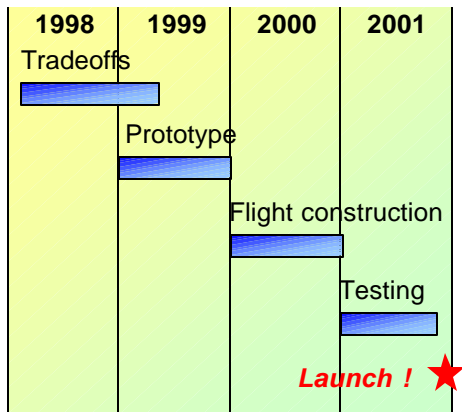 1998 1999 2000 2001
Tradeoffs
Prototype
Flight construction
Testing
Launch !